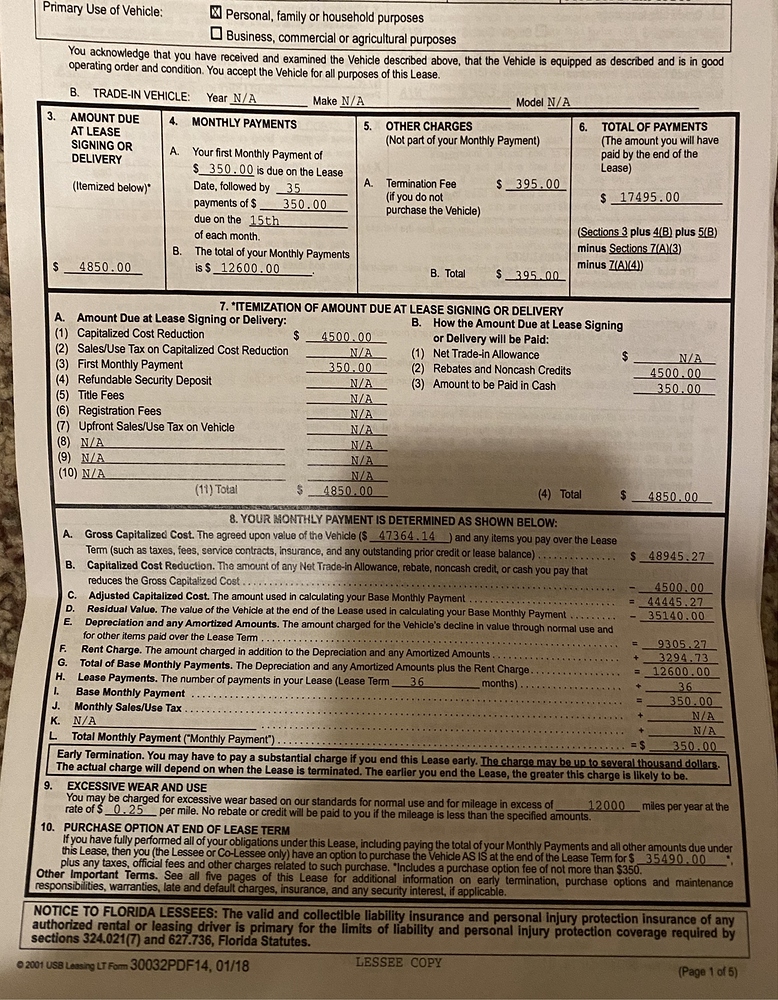 Primary Use of Vehicle:
☒ Personal, family or household purposes
☐ Business, commercial or agricultural purposes
You acknowledge that you have received and examined the Vehicle described above, that the Vehicle is equipped as described and is in good
operating order and condition. You accept the Vehicle for all purposes of this Lease.
B. TRADE-IN VEHICLE: Year N/A Make N/A Model N/A
3. AMOUNT DUE
AT LEASE
SIGNING OR
DELIVERY
(Itemized below)*
$ 4850.00
4. MONTHLY PAYMENTS
A. Your first Monthly Payment of
$ 350.00 is due on the Lease
Date, followed by 35
payments of $ 350.00
due on the 15th
of each month.
B. The total of your Monthly Payments
is $ 12600.00.
5. OTHER CHARGES
(Not part of your Monthly Payment)
A. Termination Fee $ 395.00
(if you do not
purchase the Vehicle)
B. Total $ 395.00
6. TOTAL OF PAYMENTS
(The amount you will have
paid by the end of the
Lease)
$ 17495.00
(Sections 3 plus 4(B) plus 5(B)
minus Sections 7(A)(3)
minus 7(A)(4))
7. *ITEMIZATION OF AMOUNT DUE AT LEASE SIGNING OR DELIVERY
A. Amount Due at Lease Signing or Delivery:
(1) Capitalized Cost Reduction $ 4500.00
(2) Sales/Use Tax on Capitalized Cost Reduction N/A
(3) First Monthly Payment 350.00
(4) Refundable Security Deposit N/A
(5) Title Fees N/A
(6) Registration Fees N/A
(7) Upfront Sales/Use Tax on Vehicle N/A
(8) N/A N/A
(9) N/A N/A
(10) N/A N/A
(11) Total $ 4850.00
B. How the Amount Due at Lease Signing
or Delivery will be Paid:
(1) Net Trade-in Allowance $ N/A
(2) Rebates and Noncash Credits 4500.00
(3) Amount to be Paid in Cash 350.00
(4) Total $ 4850.00
8. YOUR MONTHLY PAYMENT IS DETERMINED AS SHOWN BELOW:
A. Gross Capitalized Cost. The agreed upon value of the Vehicle ($ 47364.14 ) and any items you pay over the Lease
Term (such as taxes, fees, service contracts, insurance, and any outstanding prior credit or lease balance) $ 48945.27
B. Capitalized Cost Reduction. The amount of any Net Trade-in Allowance, rebate, noncash credit, or cash you pay that
reduces the Gross Capitalized Cost - 4500.00
C. Adjusted Capitalized Cost. The amount used in calculating your Base Monthly Payment = 44445.27
D. Residual Value. The value of the Vehicle at the end of the Lease used in calculating your Base Monthly Payment - 35140.00
E. Depreciation and any Amortized Amounts. The amount charged for the Vehicle's decline in value through normal use and
for other items paid over the Lease Term = 9305.27
F. Rent Charge. The amount charged in addition to the Depreciation and any Amortized Amounts + 3294.73
G. Total of Base Monthly Payments. The Depreciation and any Amortized Amounts plus the Rent Charge = 12600.00
H. Lease Payments. The number of payments in your Lease (Lease Term 36 months) ÷ 36
I. Base Monthly Payment = 350.00
J. Monthly Sales/Use Tax + N/A
K. N/A + N/A
L. Total Monthly Payment ("Monthly Payment") = $ 350.00
Early Termination. You may have to pay a substantial charge if you end this Lease early. The charge may be up to several thousand dollars.
The actual charge will depend on when the Lease is terminated. The earlier you end the Lease, the greater this charge is likely to be.
9. EXCESSIVE WEAR AND USE
You may be charged for excessive wear based on our standards for normal use and for mileage in excess of 12000 miles per year at the
rate of $ 0.25 per mile. No rebate or credit will be paid to you if the mileage is less than the specified amounts.
10. PURCHASE OPTION AT END OF LEASE TERM
If you have fully performed all of your obligations under this Lease, including paying the total of your Monthly Payments and all other amounts due under
this Lease, then you (the Lessee or Co-Lessee only) have an option to purchase the Vehicle AS IS at the end of the Lease Term for $ 35490.00 *,
plus any taxes, official fees and other charges related to such purchase. *Includes a purchase option fee of not more than $350.
Other Important Terms. See all five pages of this Lease for additional information on early termination, purchase options and maintenance
responsibilities, warranties, late and default charges, insurance, and any security interest, if applicable.
NOTICE TO FLORIDA LESSEES: The valid and collectible liability insurance and personal injury protection insurance of any
authorized rental or leasing driver is primary for the limits of liability and personal injury protection coverage required by
sections 324.021(7) and 627.736, Florida Statutes.
© 2001 USB Leasing LT Form 30032PDF14, 01/18 LESSEE COPY (Page 1 of 5)